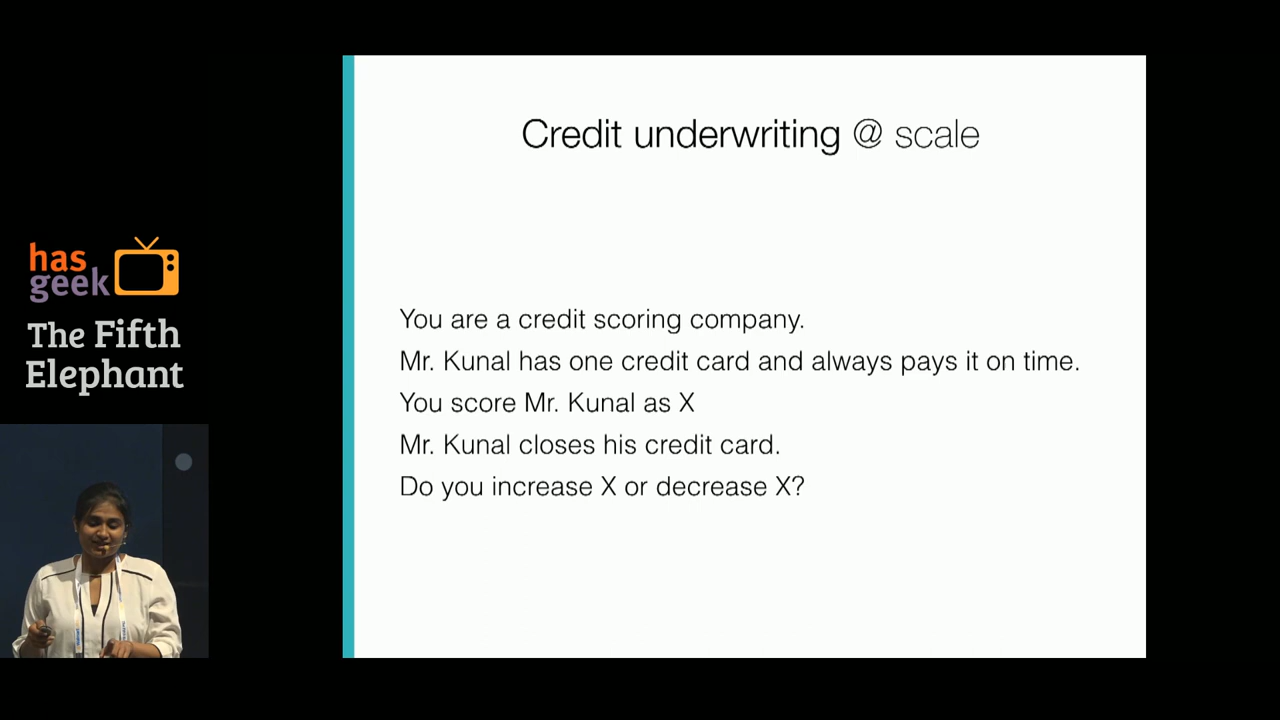 Credit underwriting @ scale
has
geek
The Fifth
Elephant
You are a credit scoring company.
Mr. Kunal has one credit card and always pays it on time.
You score Mr. Kunal as X
Mr. Kunal closes his credit card.
Do you increase X or decrease X?